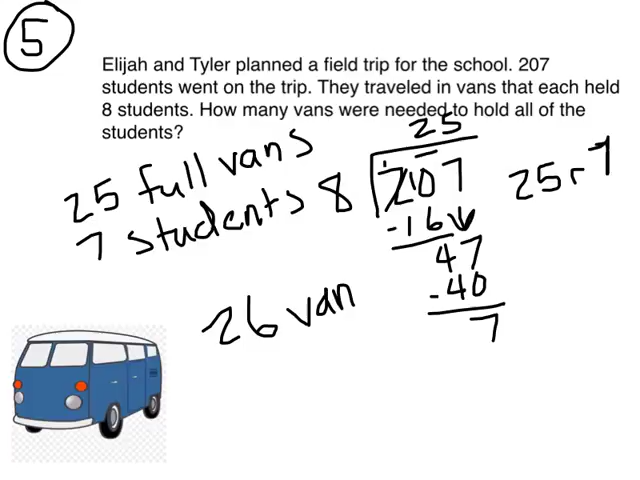 5
Elijah and Tyler planned a field trip for the school. 207
students went on the trip. They traveled in vans that each held
8 students. How many vans were needed to hold all of the
students?
25 full vans
7 students
25
8 207
-16
47
-40
7
25 r 7
26 van